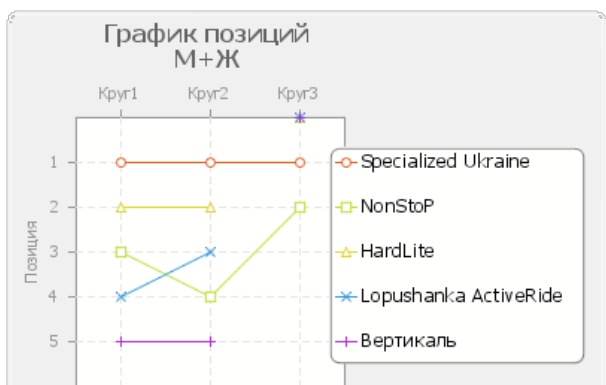 График позиций
М+Ж
Круг1 Круг2 Круг3
1
2
3
4
5
Позиция
Specialized Ukraine
NonStoP
HardLite
Lopushanka ActiveRide
Вертикаль